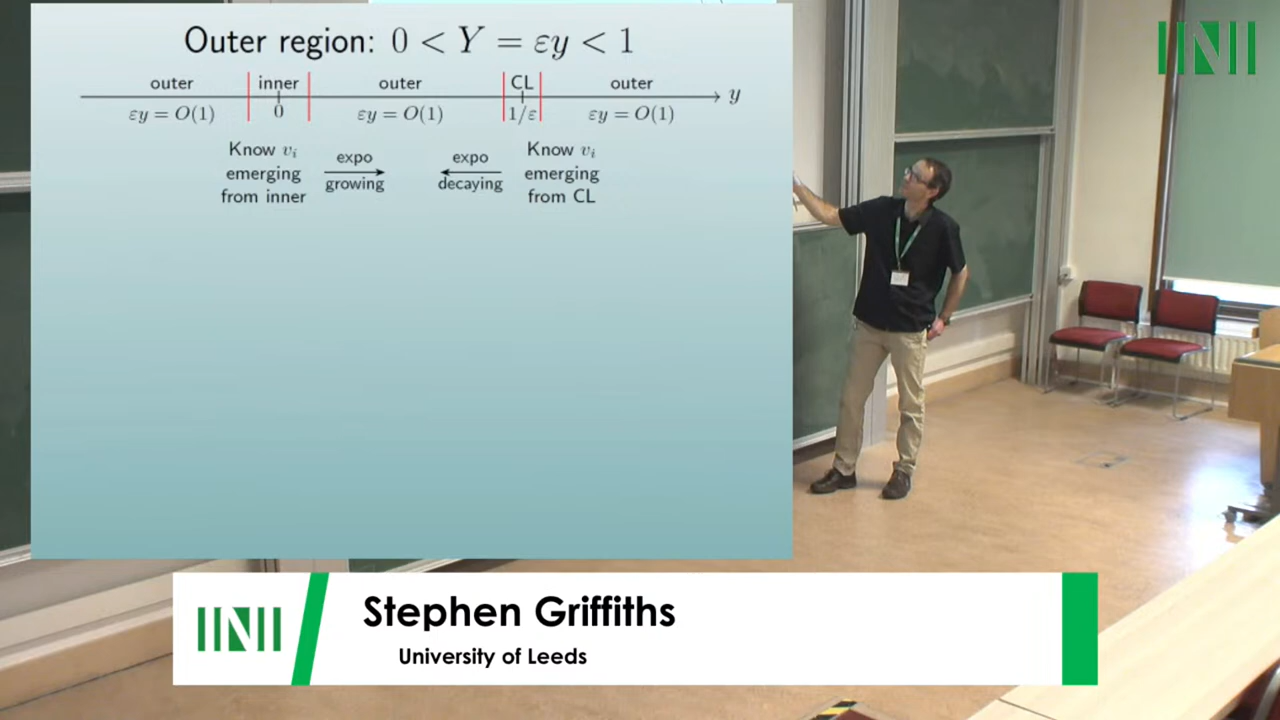 Outer region: 0 < Y = εy < 1
outer inner outer CL outer
εy = O(1) 0 εy = O(1) 1/ε εy = O(1) y
Know v_i emerging from inner
expo growing
expo decaying
Know v_i emerging from CL
INI
INI
Stephen Griffiths
University of Leeds